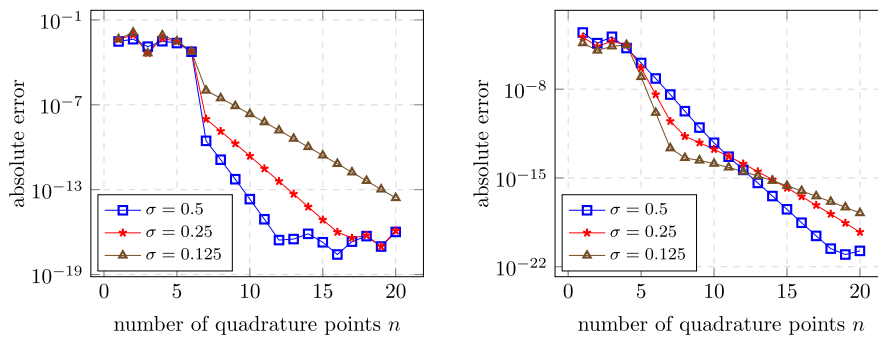 10⁻¹
10⁻⁷
10⁻¹³
10⁻¹⁹
absolute error
σ = 0.5
σ = 0.25
σ = 0.125
0 5 10 15 20
number of quadrature points n
10⁻⁸
10⁻¹⁵
10⁻²²
absolute error
σ = 0.5
σ = 0.25
σ = 0.125
0 5 10 15 20
number of quadrature points n